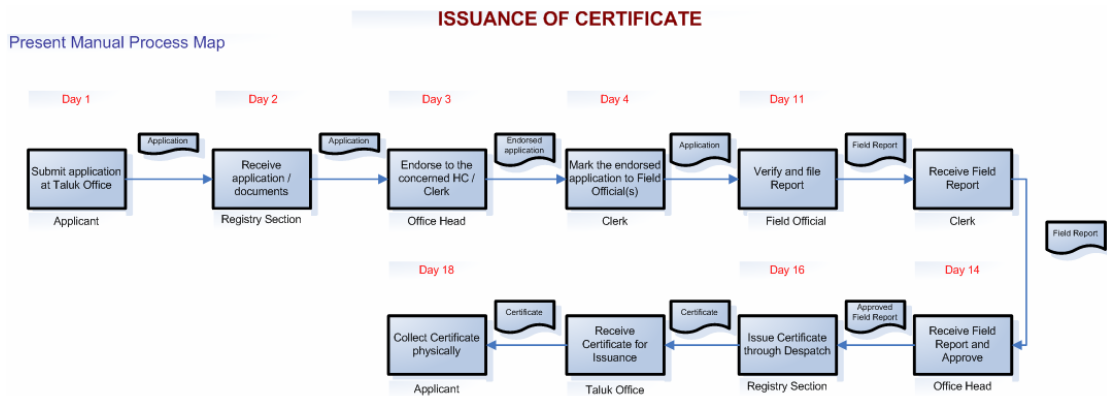 ISSUANCE OF CERTIFICATE
Present Manual Process Map
Day 1
Day 2
Day 3
Day 4
Day 11
Application
Application
Endorsed
application
Application
Field Report
Submit application
at Taluk Office
Receive
application /
documents
Endorse to the
concerned HC /
Clerk
Mark the endorsed
application to Field
Official(s)
Verify and file
Report
Receive Field
Report
Applicant
Registry Section
Office Head
Clerk
Field Official
Clerk
Field Report
Day 18
Day 16
Day 14
Certificate
Certificate
Approved
Field Report
Collect Certificate
physically
Receive
Certificate for
Issuance
Issue Certificate
through Despatch
Receive Field
Report and
Approve
Applicant
Taluk Office
Registry Section
Office Head